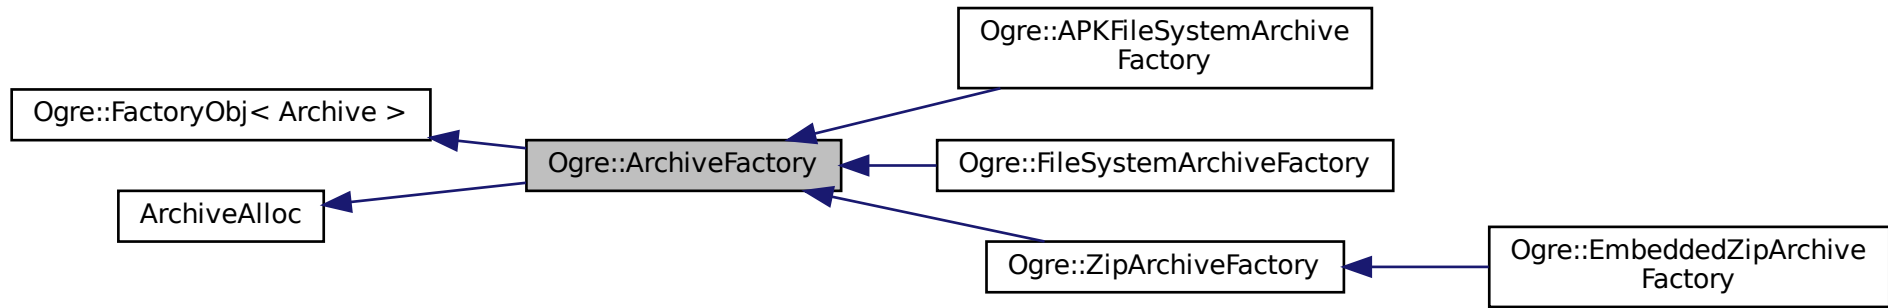 Ogre::APKFileSystemArchive
Factory
Ogre::FactoryObj< Archive >
Ogre::ArchiveFactory
Ogre::FileSystemArchiveFactory
ArchiveAlloc
Ogre::ZipArchiveFactory
Ogre::EmbeddedZipArchive
Factory